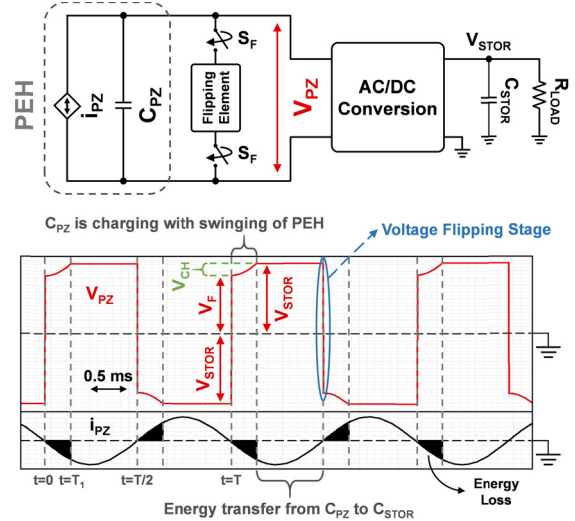 PEH
iPZ
CPZ
SF
Flipping
Element
SF
VPZ
AC/DC
Conversion
VSTOR
CSTOR
RLOAD
CPZ is charging with swinging of PEH
Voltage Flipping Stage
VPZ
VCH
VF
VSTOR
VSTOR
0.5 ms
iPZ
t=0
t=T1
t=T/2
t=T
Energy
Loss
Energy transfer from CPZ to CSTOR